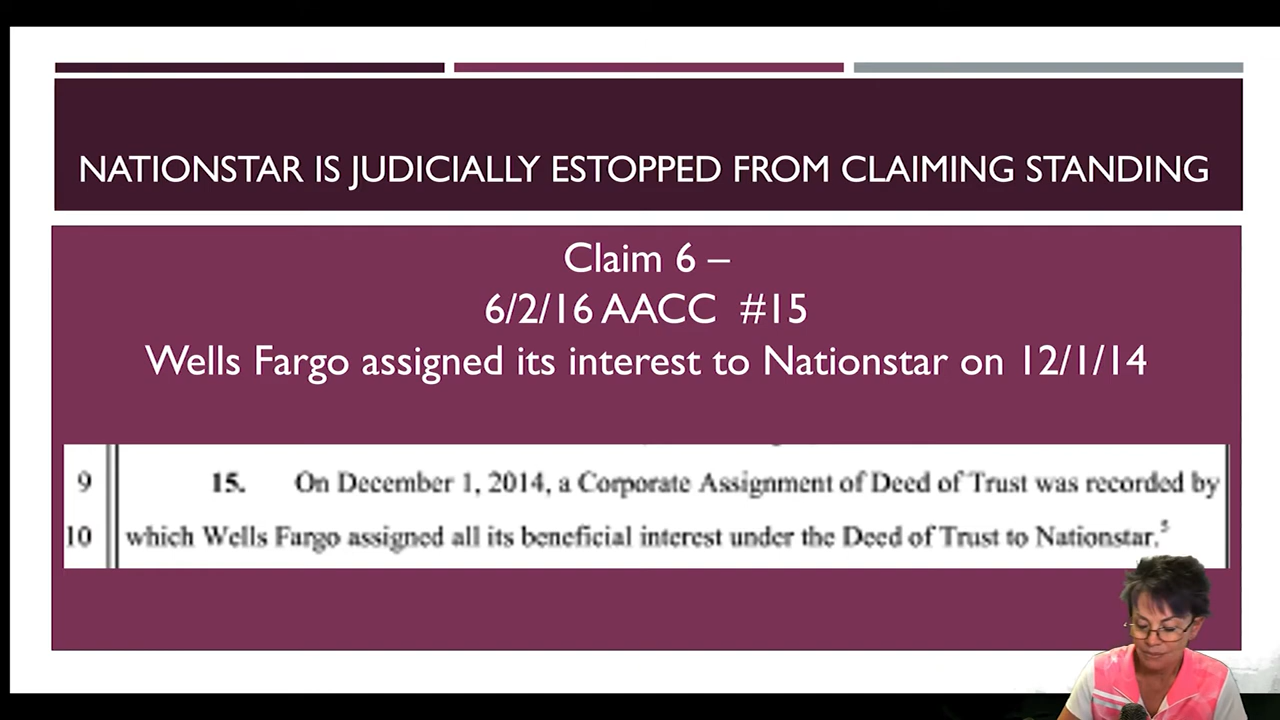 NATIONSTAR IS JUDICIALLY ESTOPPED FROM CLAIMING STANDING
Claim 6 –
6/2/16 AACC #15
Wells Fargo assigned its interest to Nationstar on 12/1/14
9 15. On December 1, 2014, a Corporate Assignment of Deed of Trust was recorded by
10 which Wells Fargo assigned all its beneficial interest under the Deed of Trust to Nationstar.5